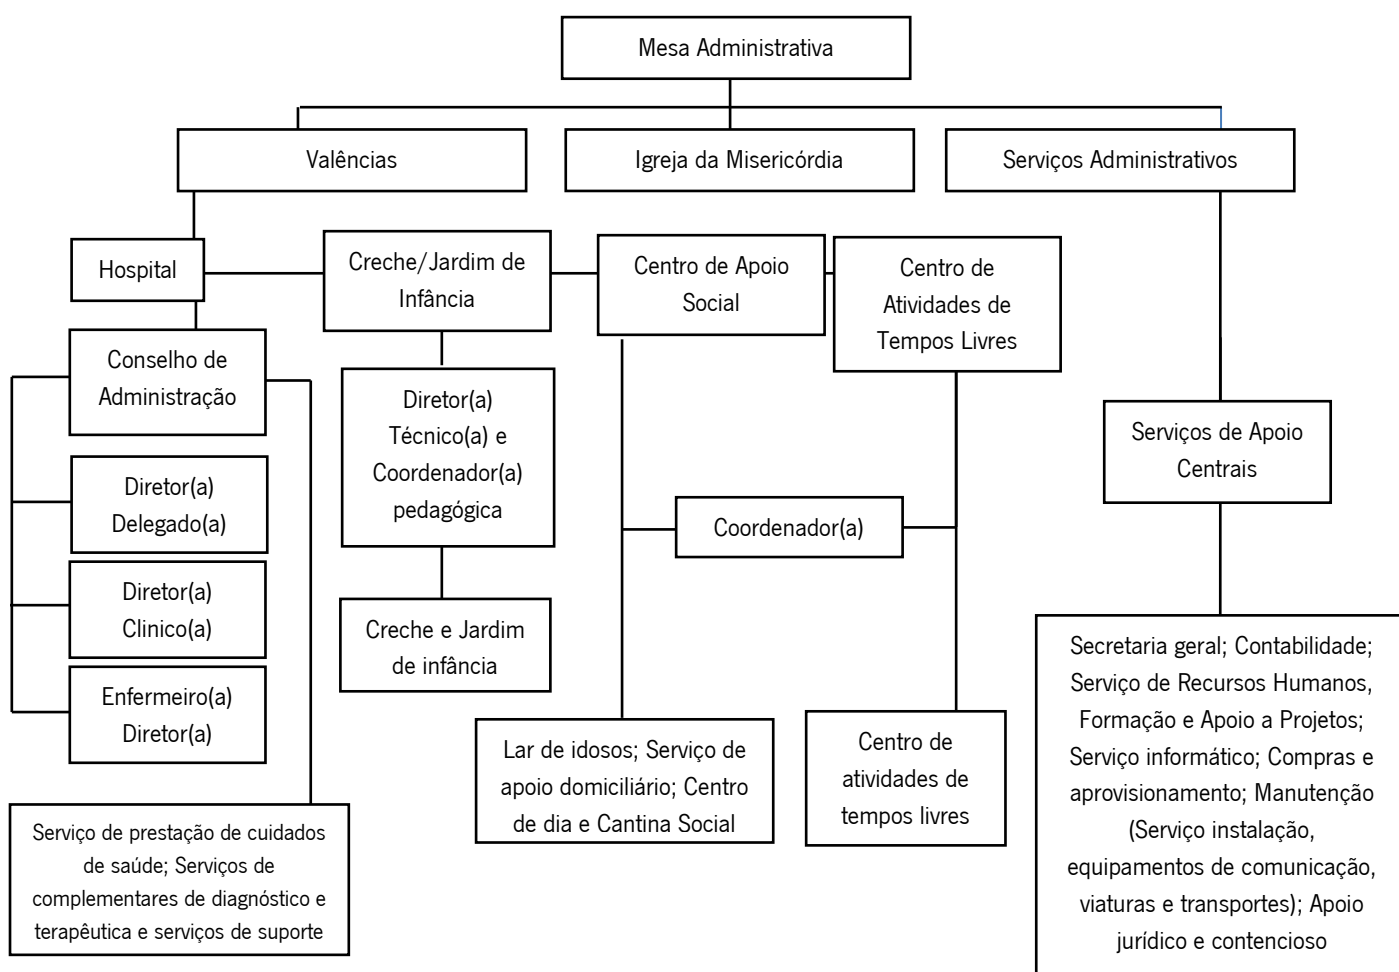 Mesa Administrativa
Valências
Igreja da Misericórdia
Serviços Administrativos
Hospital
Creche/Jardim de
Infância
Centro de Apoio
Social
Centro de
Atividades de
Tempos Livres
Conselho de
Administração
Diretor(a)
Técnico(a) e
Coordenador(a)
pedagógica
Serviços de Apoio
Centrais
Diretor(a)
Delegado(a)
Coordenador(a)
Diretor(a)
Clinico(a)
Creche e Jardim
de infância
Enfermeiro(a)
Diretor(a)
Lar de idosos; Serviço de
apoio domiciliário; Centro
de dia e Cantina Social
Centro de
atividades de
tempos livres
Secretaria geral; Contabilidade;
Serviço de Recursos Humanos,
Formação e Apoio a Projetos;
Serviço informático; Compras e
aprovisionamento; Manutenção
(Serviço instalação,
equipamentos de comunicação,
viaturas e transportes); Apoio
jurídico e contencioso
Serviço de prestação de cuidados
de saúde; Serviços de
complementares de diagnóstico e
terapêutica e serviços de suporte